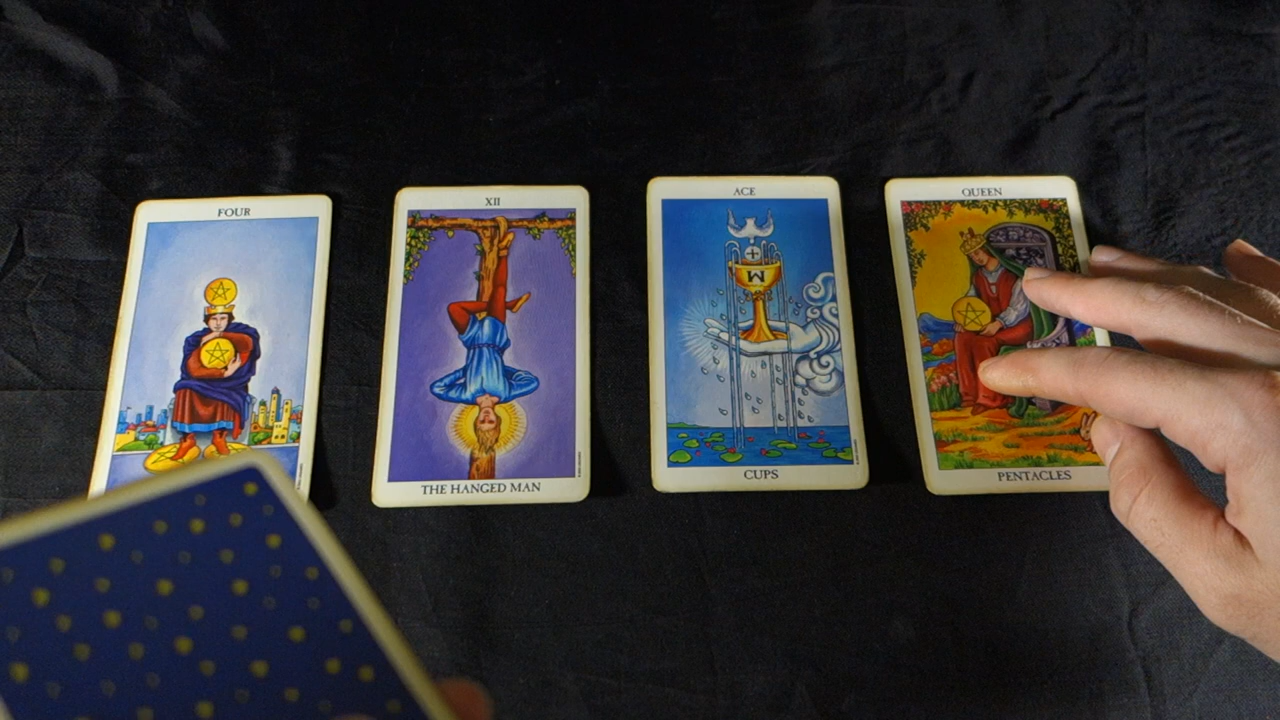 FOUR
XII
THE HANGED MAN
ACE
W
CUPS
QUEEN
PENTACLES